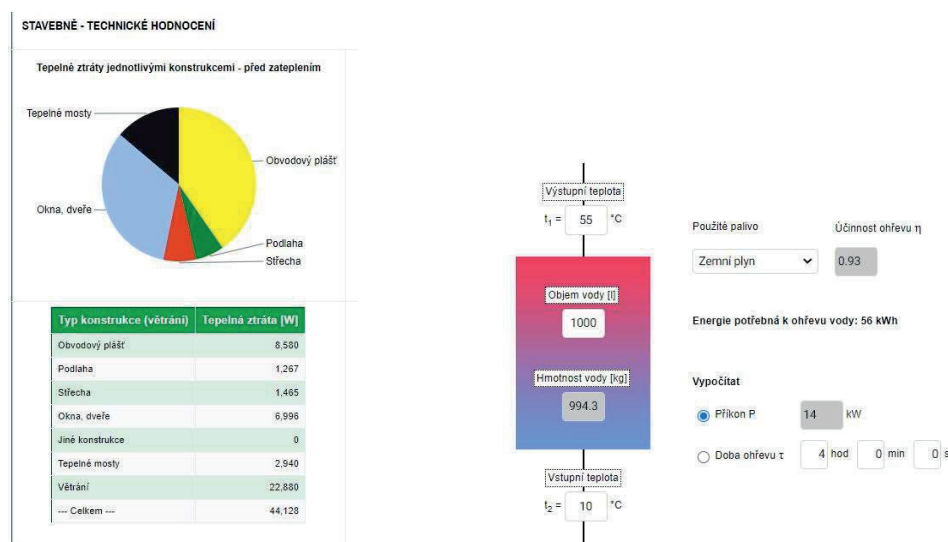 STAVEBNĚ - TECHNICKÉ HODNOCENÍ
Tepelné ztráty jednotlivými konstrukcemi - před zateplením
Tepelné mosty
Obvodový plášť
Okna, dveře
Podlaha
Střecha
Typ konstrukce (větrání) Tepelná ztráta [W]
Obvodový plášť 8,580
Podlaha 1,267
Střecha 1,465
Okna, dveře 6,996
Jiné konstrukce 0
Tepelné mosty 2,940
Větrání 22,880
--- Celkem --- 44,128
Výstupní teplota
t1 = 55 °C
Objem vody [l]
1000
Hmotnost vody [kg]
994.3
Vstupní teplota
t2 = 10 °C
Použité palivo Účinnost ohřevu η
Zemní plyn 0.93
Energie potřebná k ohřevu vody: 56 kWh
Vypočítat
Příkon P 14 kW
Doba ohřevu τ 4 hod 0 min 0 s